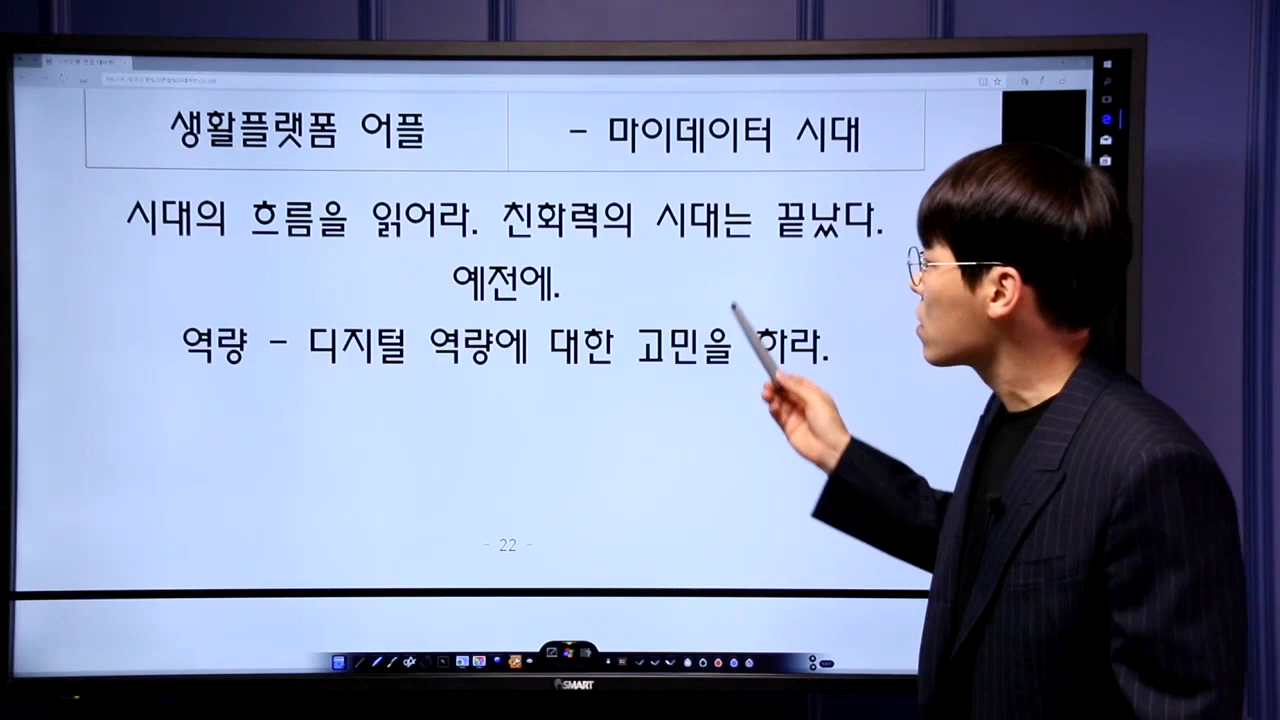 생활플랫폼 어플
- 마이데이터 시대
시대의 흐름을 읽어라. 친화력의 시대는 끝났다.
예전에.
역량 - 디지털 역량에 대한 고민을 하라.
- 22 -
SMART